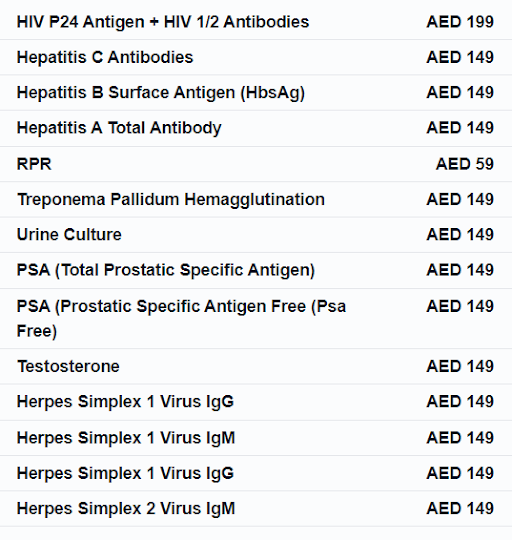 HIV P24 Antigen + HIV 1/2 Antibodies AED 199
Hepatitis C Antibodies AED 149
Hepatitis B Surface Antigen (HbsAg) AED 149
Hepatitis A Total Antibody AED 149
RPR AED 59
Treponema Pallidum Hemagglutination AED 149
Urine Culture AED 149
PSA (Total Prostatic Specific Antigen) AED 149
PSA (Prostatic Specific Antigen Free (Psa AED 149
Free)
Testosterone AED 149
Herpes Simplex 1 Virus IgG AED 149
Herpes Simplex 1 Virus IgM AED 149
Herpes Simplex 1 Virus IgG AED 149
Herpes Simplex 2 Virus IgM AED 149